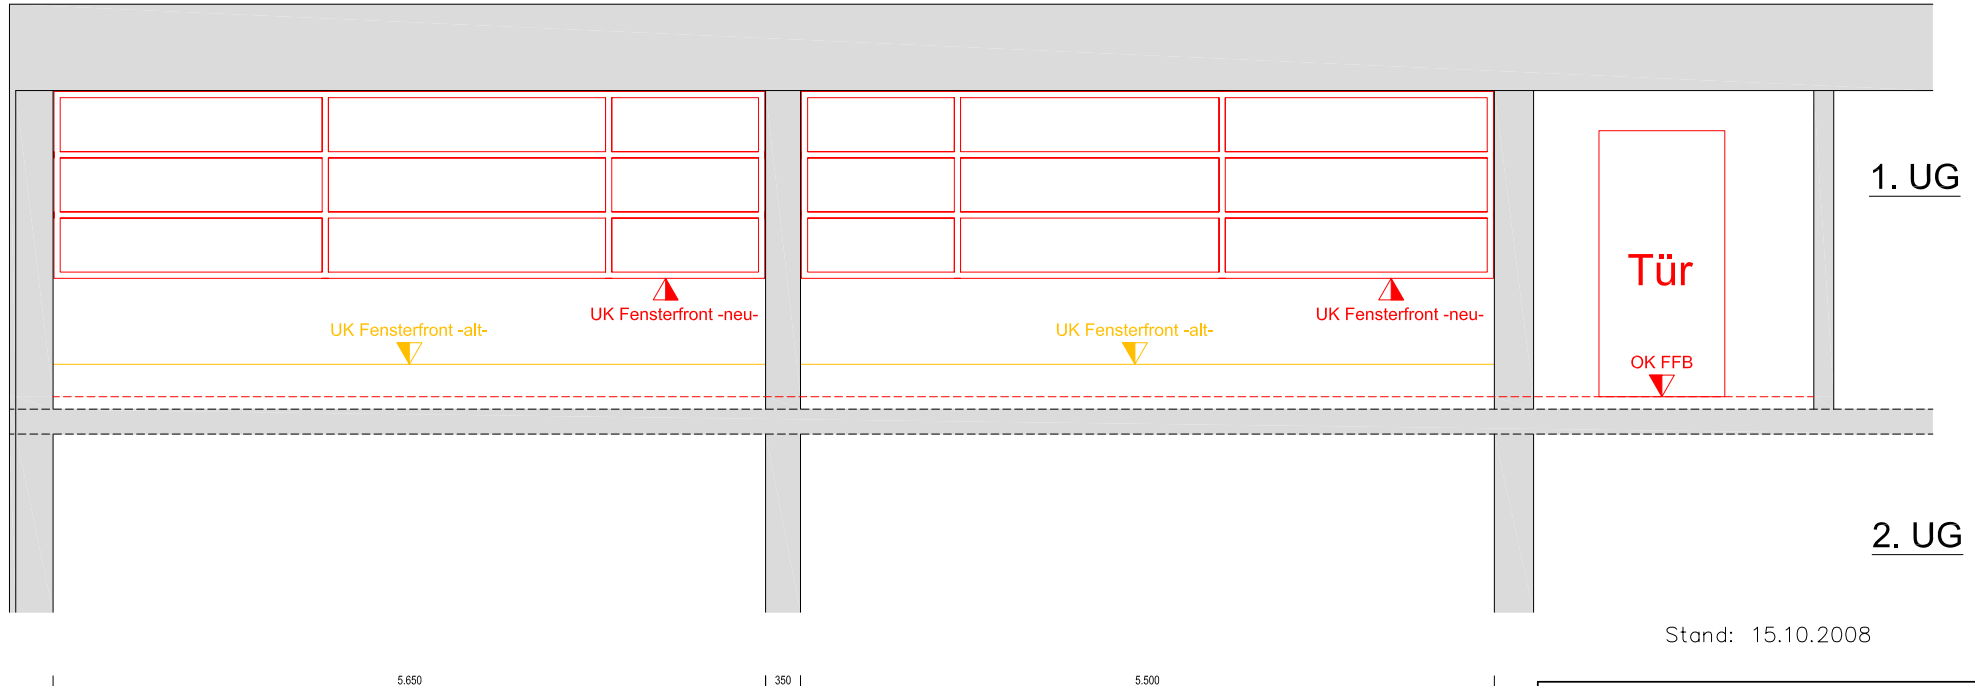 1. UG
Tür
UK Fensterfront -neu-
UK Fensterfront -neu-
UK Fensterfront -alt-
UK Fensterfront -alt-
OK FFB
2. UG
Stand: 15.10.2008
5.650
350
5.500